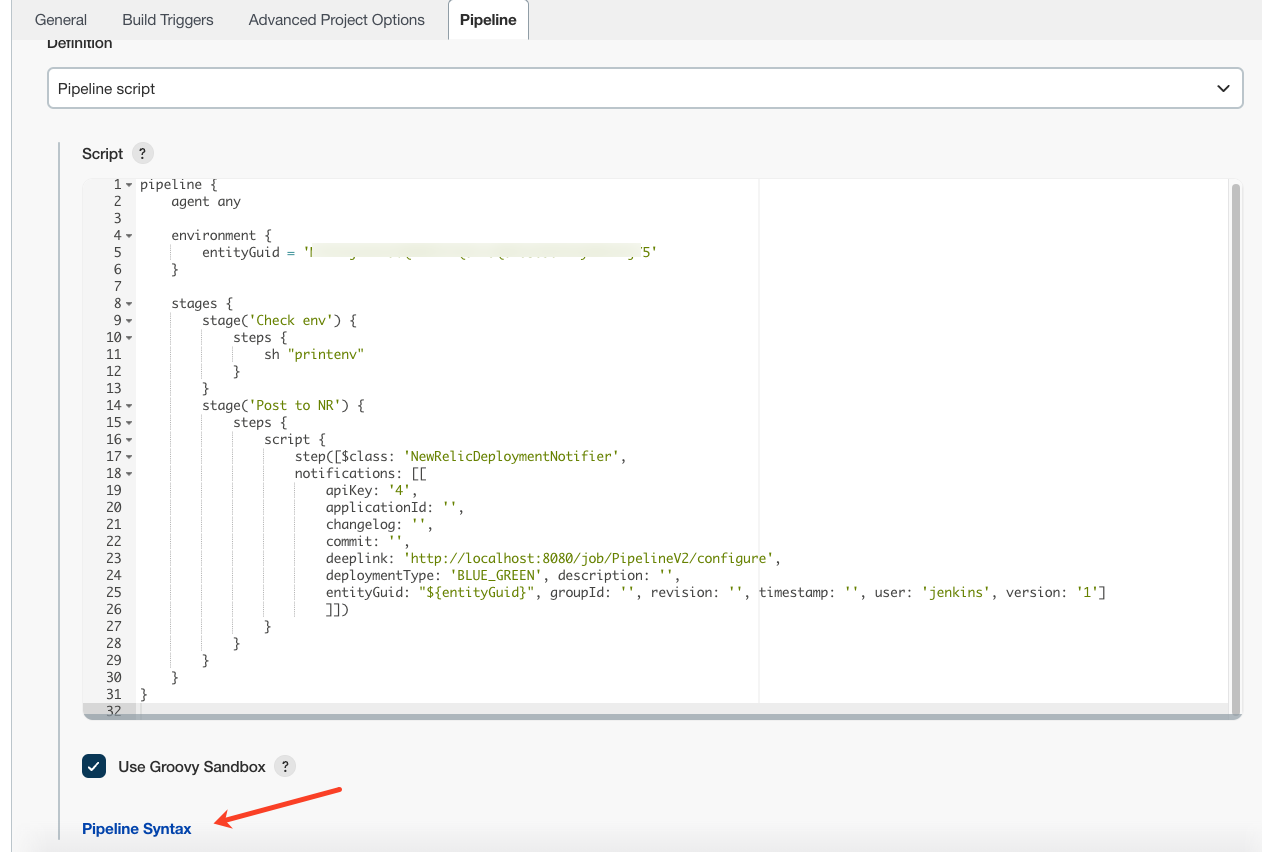 General Build Triggers Advanced Project Options Pipeline
Definition
Pipeline script
Script ?
1 pipeline {
2 agent any
3
4 environment {
5 entityGuid = '5'
6 }
7
8 stages {
9 stage('Check env') {
10 steps {
11 sh "printenv"
12 }
13 }
14 stage('Post to NR') {
15 steps {
16 script {
17 step([$class: 'NewRelicDeploymentNotifier',
18 notifications: [[
19 apiKey: '4',
20 applicationId: '',
21 changelog: '',
22 commit: '',
23 deeplink: 'http://localhost:8080/job/PipelineV2/configure',
24 deploymentType: 'BLUE_GREEN', description: '',
25 entityGuid: "${entityGuid}", groupId: '', revision: '', timestamp: '', user: 'jenkins', version: '1']
26 ]])
27 }
28 }
29 }
30 }
31 }
32
Use Groovy Sandbox ?
Pipeline Syntax